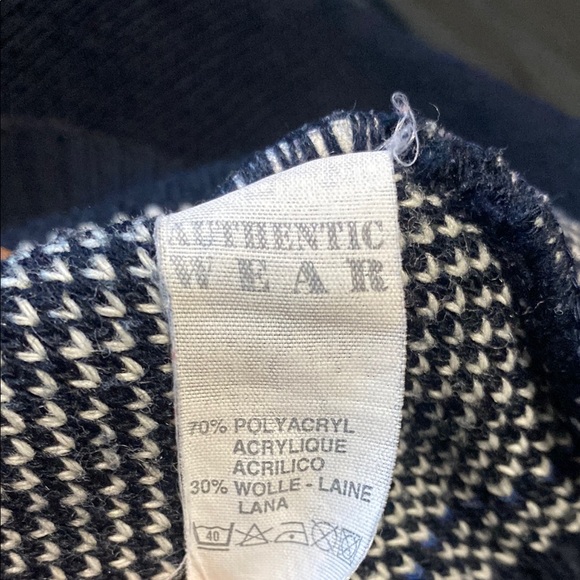 AUTHENTIC
WEAR
70% POLYACRYL
ACRYLIQUE
ACRILICO
30% WOLLE - LAINE
LANA
40